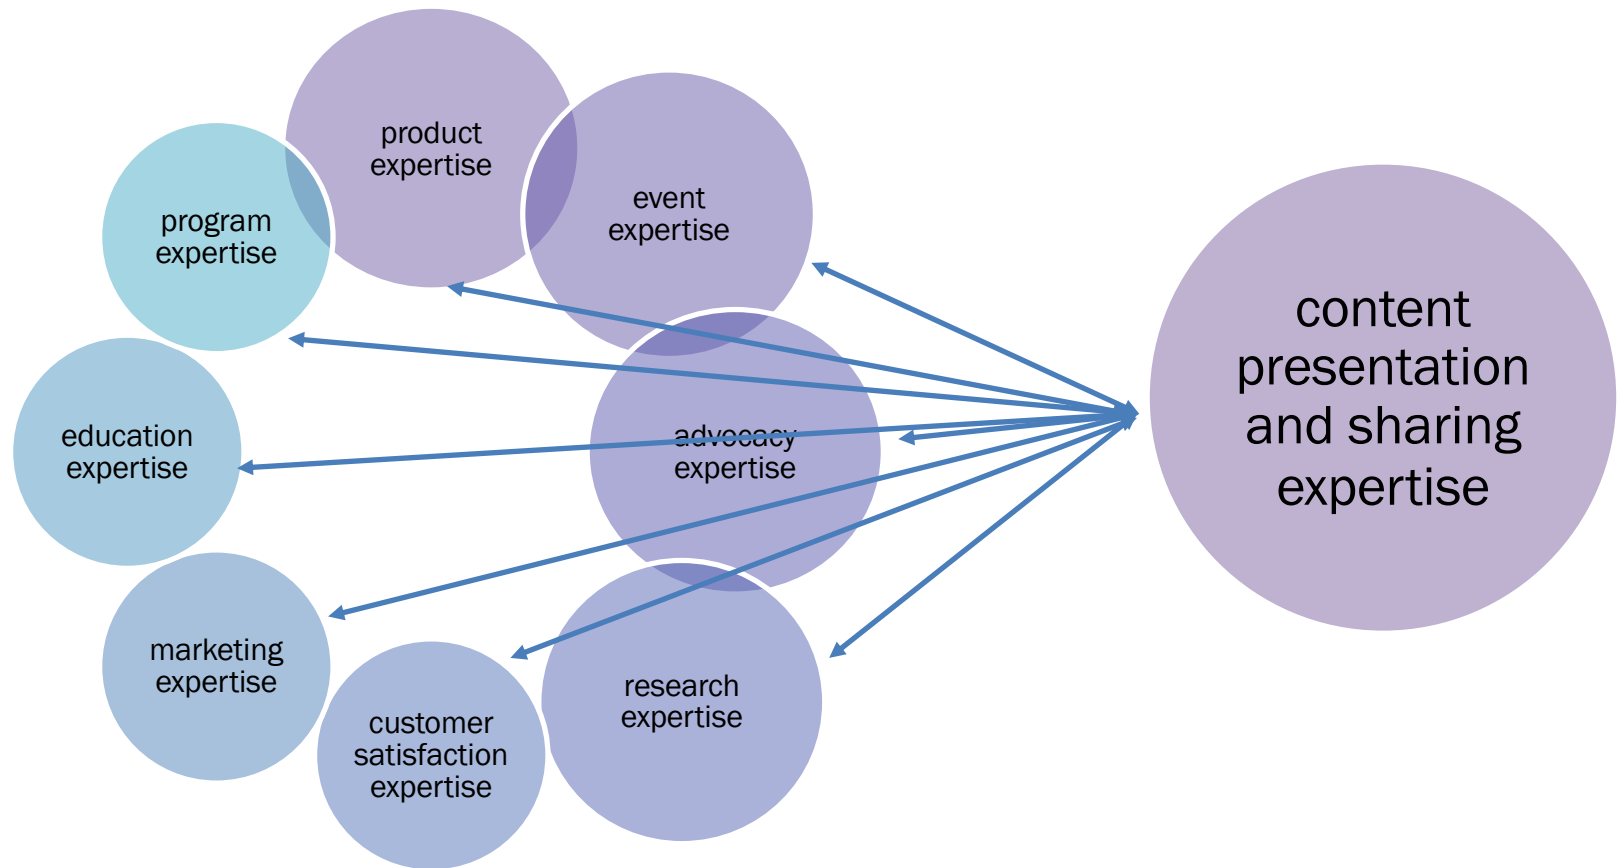 product
expertise
event
expertise
program
expertise
education
expertise
advocacy
expertise
marketing
expertise
customer
satisfaction
expertise
research
expertise
content
presentation
and sharing
expertise